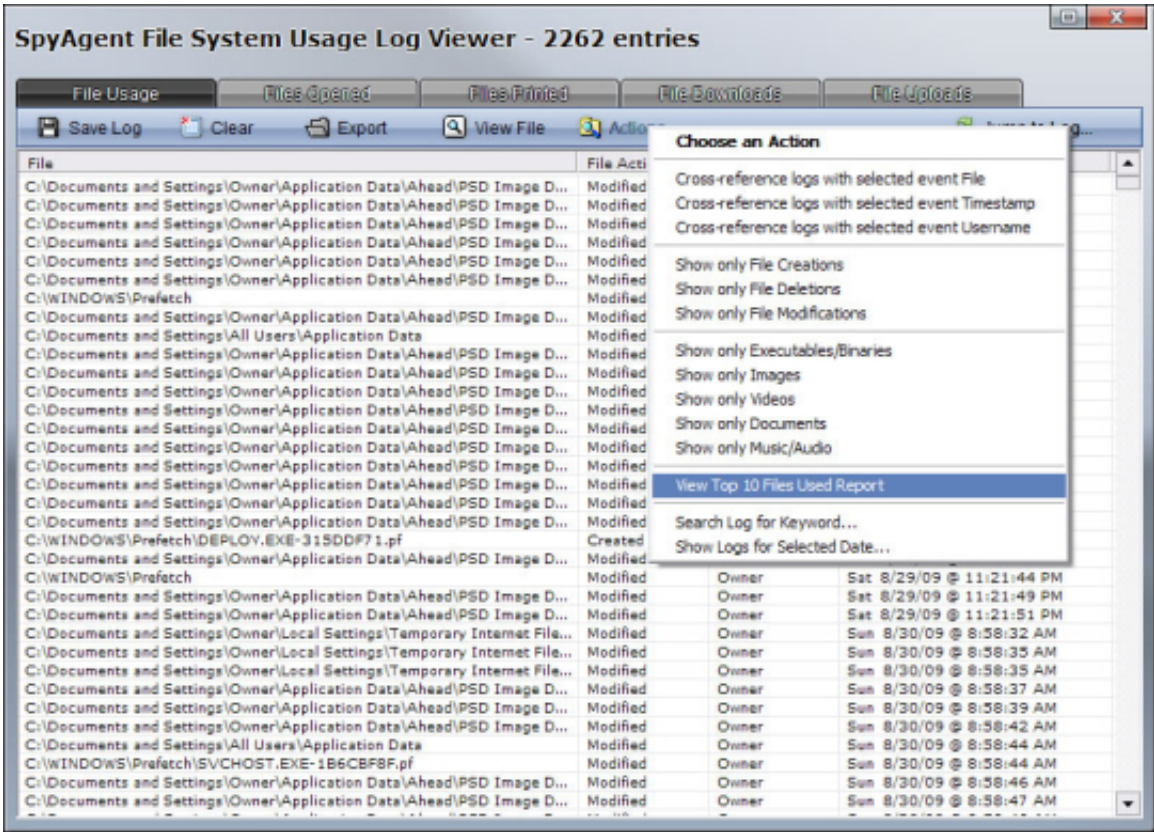 SpyAgent File System Usage Log Viewer - 2262 entries
File Usage Files Opened Files Printed File Downloads File Uploads
Save Log Clear Export View File Actions Jump to Log...
Choose an Action
Cross-reference logs with selected event File
Cross-reference logs with selected event Timestamp
Cross-reference logs with selected event Username
Show only File Creations
Show only File Deletions
Show only File Modifications
Show only Executables/Binaries
Show only Images
Show only Videos
Show only Documents
Show only Music/Audio
View Top 10 Files Used Report
Search Log for Keyword...
Show Logs for Selected Date...
File File Acti
C:\Documents and Settings\Owner\Application Data\Ahead\PSD Image D... Modified
C:\Documents and Settings\Owner\Application Data\Ahead\PSD Image D... Modified
C:\Documents and Settings\Owner\Application Data\Ahead\PSD Image D... Modified
C:\Documents and Settings\Owner\Application Data\Ahead\PSD Image D... Modified
C:\Documents and Settings\Owner\Application Data\Ahead\PSD Image D... Modified
C:\Documents and Settings\Owner\Application Data\Ahead\PSD Image D... Modified
C:\WINDOWS\Prefetch Modified
C:\Documents and Settings\Owner\Application Data\Ahead\PSD Image D... Modified
C:\Documents and Settings\All Users\Application Data Modified
C:\Documents and Settings\Owner\Application Data\Ahead\PSD Image D... Modified
C:\Documents and Settings\Owner\Application Data\Ahead\PSD Image D... Modified
C:\Documents and Settings\Owner\Application Data\Ahead\PSD Image D... Modified
C:\Documents and Settings\Owner\Application Data\Ahead\PSD Image D... Modified
C:\Documents and Settings\Owner\Application Data\Ahead\PSD Image D... Modified
C:\Documents and Settings\Owner\Application Data\Ahead\PSD Image D... Modified
C:\Documents and Settings\Owner\Application Data\Ahead\PSD Image D... Modified
C:\Documents and Settings\Owner\Application Data\Ahead\PSD Image D... Modified
C:\Documents and Settings\Owner\Application Data\Ahead\PSD Image D... Modified
C:\Documents and Settings\Owner\Application Data\Ahead\PSD Image D... Modified
C:\WINDOWS\Prefetch\DEPLOY.EXE-315DDF71.pf Created
C:\Documents and Settings\Owner\Application Data\Ahead\PSD Image D... Modified
C:\WINDOWS\Prefetch Modified Owner Sat 8/29/09 @ 11:21:44 PM
C:\Documents and Settings\Owner\Application Data\Ahead\PSD Image D... Modified Owner Sat 8/29/09 @ 11:21:49 PM
C:\Documents and Settings\Owner\Application Data\Ahead\PSD Image D... Modified Owner Sat 8/29/09 @ 11:21:51 PM
C:\Documents and Settings\Owner\Local Settings\Temporary Internet File... Modified Owner Sun 8/30/09 @ 8:58:32 AM
C:\Documents and Settings\Owner\Local Settings\Temporary Internet File... Modified Owner Sun 8/30/09 @ 8:58:35 AM
C:\Documents and Settings\Owner\Local Settings\Temporary Internet File... Modified Owner Sun 8/30/09 @ 8:58:35 AM
C:\Documents and Settings\Owner\Application Data\Ahead\PSD Image D... Modified Owner Sun 8/30/09 @ 8:58:37 AM
C:\Documents and Settings\Owner\Application Data\Ahead\PSD Image D... Modified Owner Sun 8/30/09 @ 8:58:39 AM
C:\Documents and Settings\Owner\Application Data\Ahead\PSD Image D... Modified Owner Sun 8/30/09 @ 8:58:42 AM
C:\Documents and Settings\All Users\Application Data Modified Owner Sun 8/30/09 @ 8:58:44 AM
C:\WINDOWS\Prefetch\SVCHOST.EXE-1B6CBF8F.pf Modified Owner Sun 8/30/09 @ 8:58:44 AM
C:\Documents and Settings\Owner\Application Data\Ahead\PSD Image D... Modified Owner Sun 8/30/09 @ 8:58:46 AM
C:\Documents and Settings\Owner\Application Data\Ahead\PSD Image D... Modified Owner Sun 8/30/09 @ 8:58:47 AM